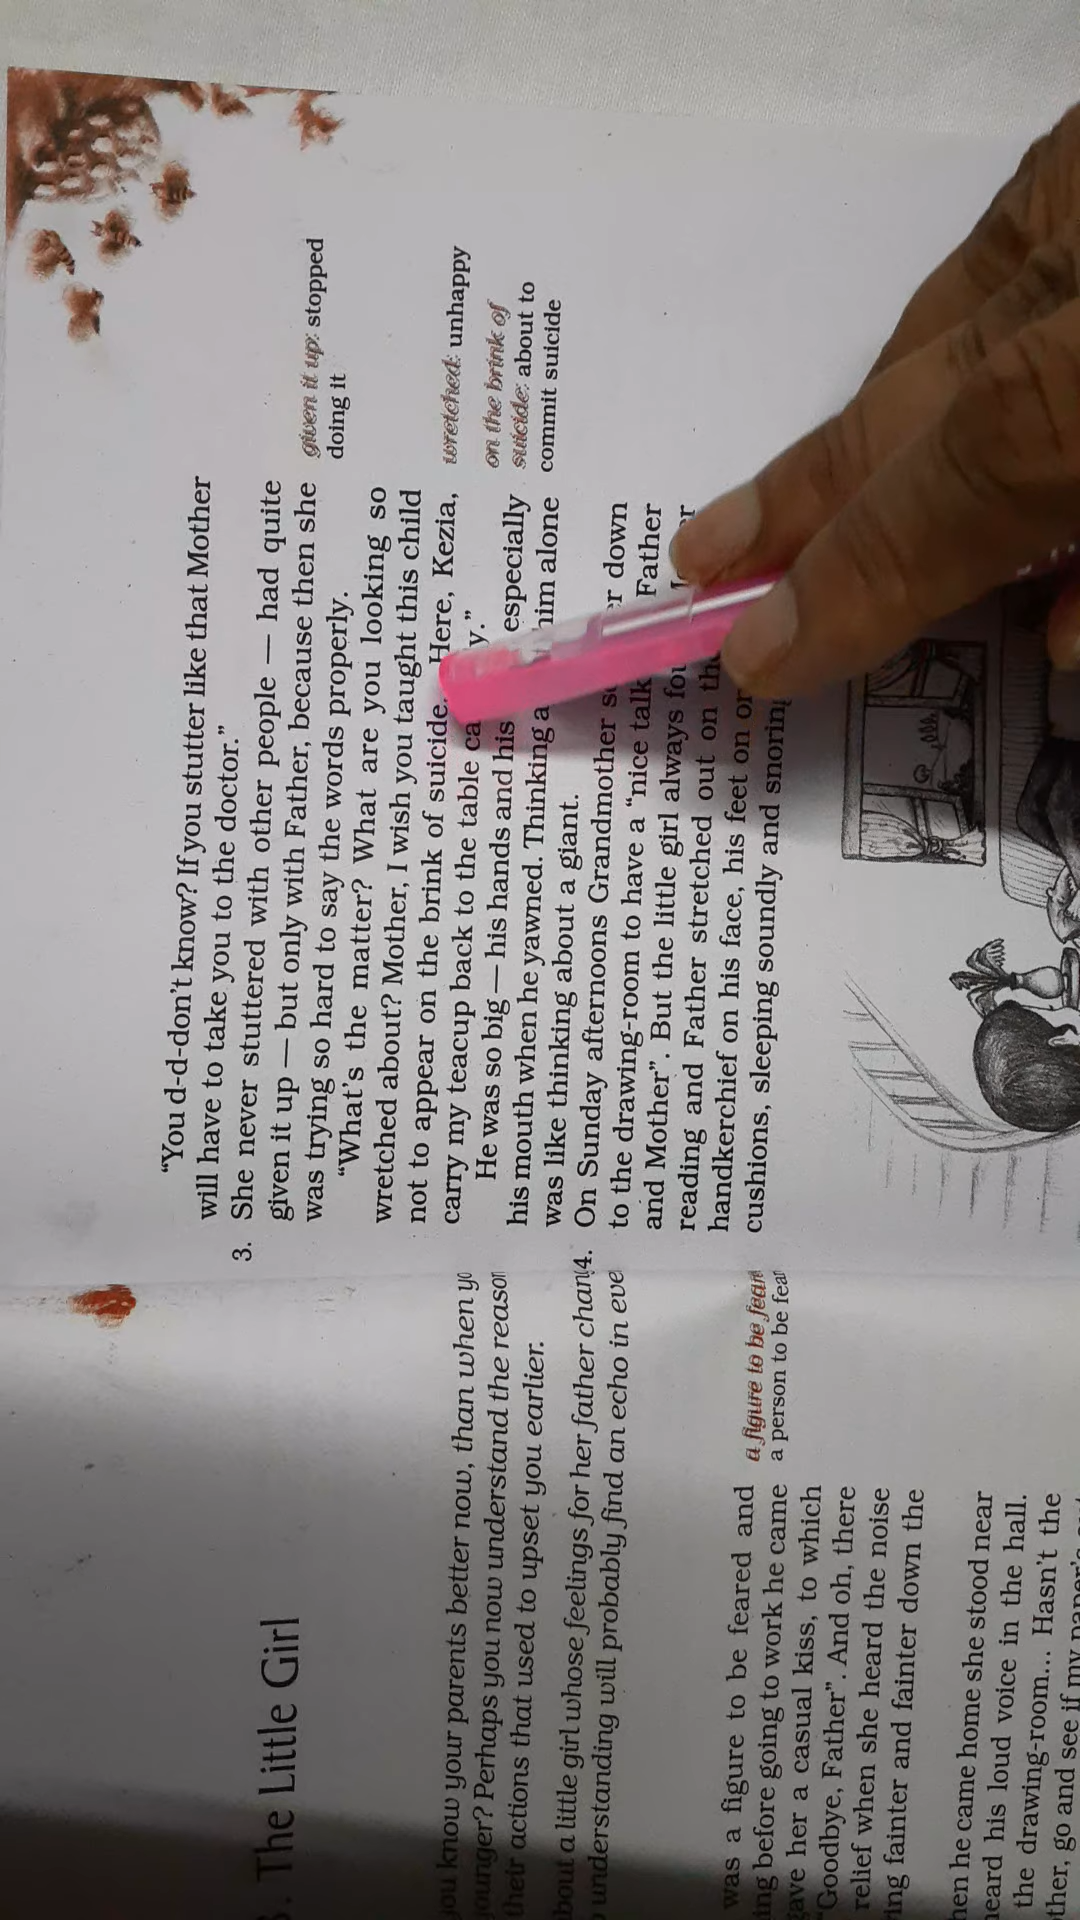 . The Little Girl
you know your parents better now, than when yo
younger? Perhaps you now understand the reason
their actions that used to upset you earlier.
bout a little girl whose feelings for her father chan
understanding will probably find an echo in eve
was a figure to be feared and
ing before going to work he came
gave her a casual kiss, to which
“Goodbye, Father”. And oh, there
relief when she heard the noise
ing fainter and fainter down the
a figure to be fear
a person to be fear
hen he came home she stood near
heard his loud voice in the hall.
the drawing-room... Hasn't the
ther, go and see if my paper's
“You d-d-don't know? If you stutter like that Mother
will have to take you to the doctor.”
3. She never stuttered with other people — had quite
given it up — but only with Father, because then she
was trying so hard to say the words properly.
“What's the matter? What are you looking so
wretched about? Mother, I wish you taught this child
not to appear on the brink of suicide. Here, Kezia,
carry my teacup back to the table ca y.”
He was so big — his hands and his especially
his mouth when he yawned. Thinking a him alone
was like thinking about a giant.
4. On Sunday afternoons Grandmother s er down
to the drawing-room to have a “nice talk Father
and Mother”. But the little girl always fou
reading and Father stretched out on th
handkerchief on his face, his feet on on
cushions, sleeping soundly and snoring
given it up: stopped
doing it
wretched: unhappy
on the brink of
suicide: about to
commit suicide